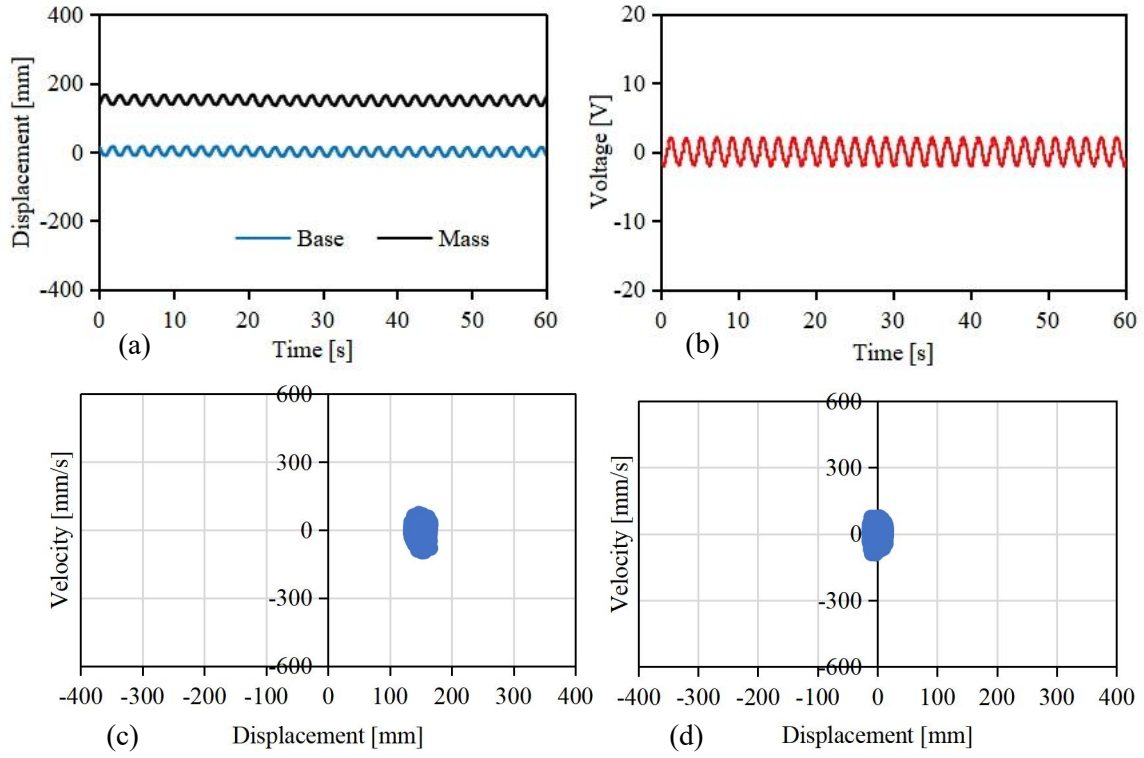 400
200
0
-200
-400
Displacement [mm]
Base
Mass
0 10 20 30 40 50 60
(a)
Time [s]
20
10
0
-10
-20
Voltage [V]
0 10 20 30 40 50 60
(b)
Time [s]
600
300
0
-300
-600
Velocity [mm/s]
-400 -300 -200 -100 0 100 200 300 400
(c)
Displacement [mm]
600
300
0
-300
-600
Velocity [mm/s]
-400 -300 -200 -100 0 100 200 300 400
(d)
Displacement [mm]